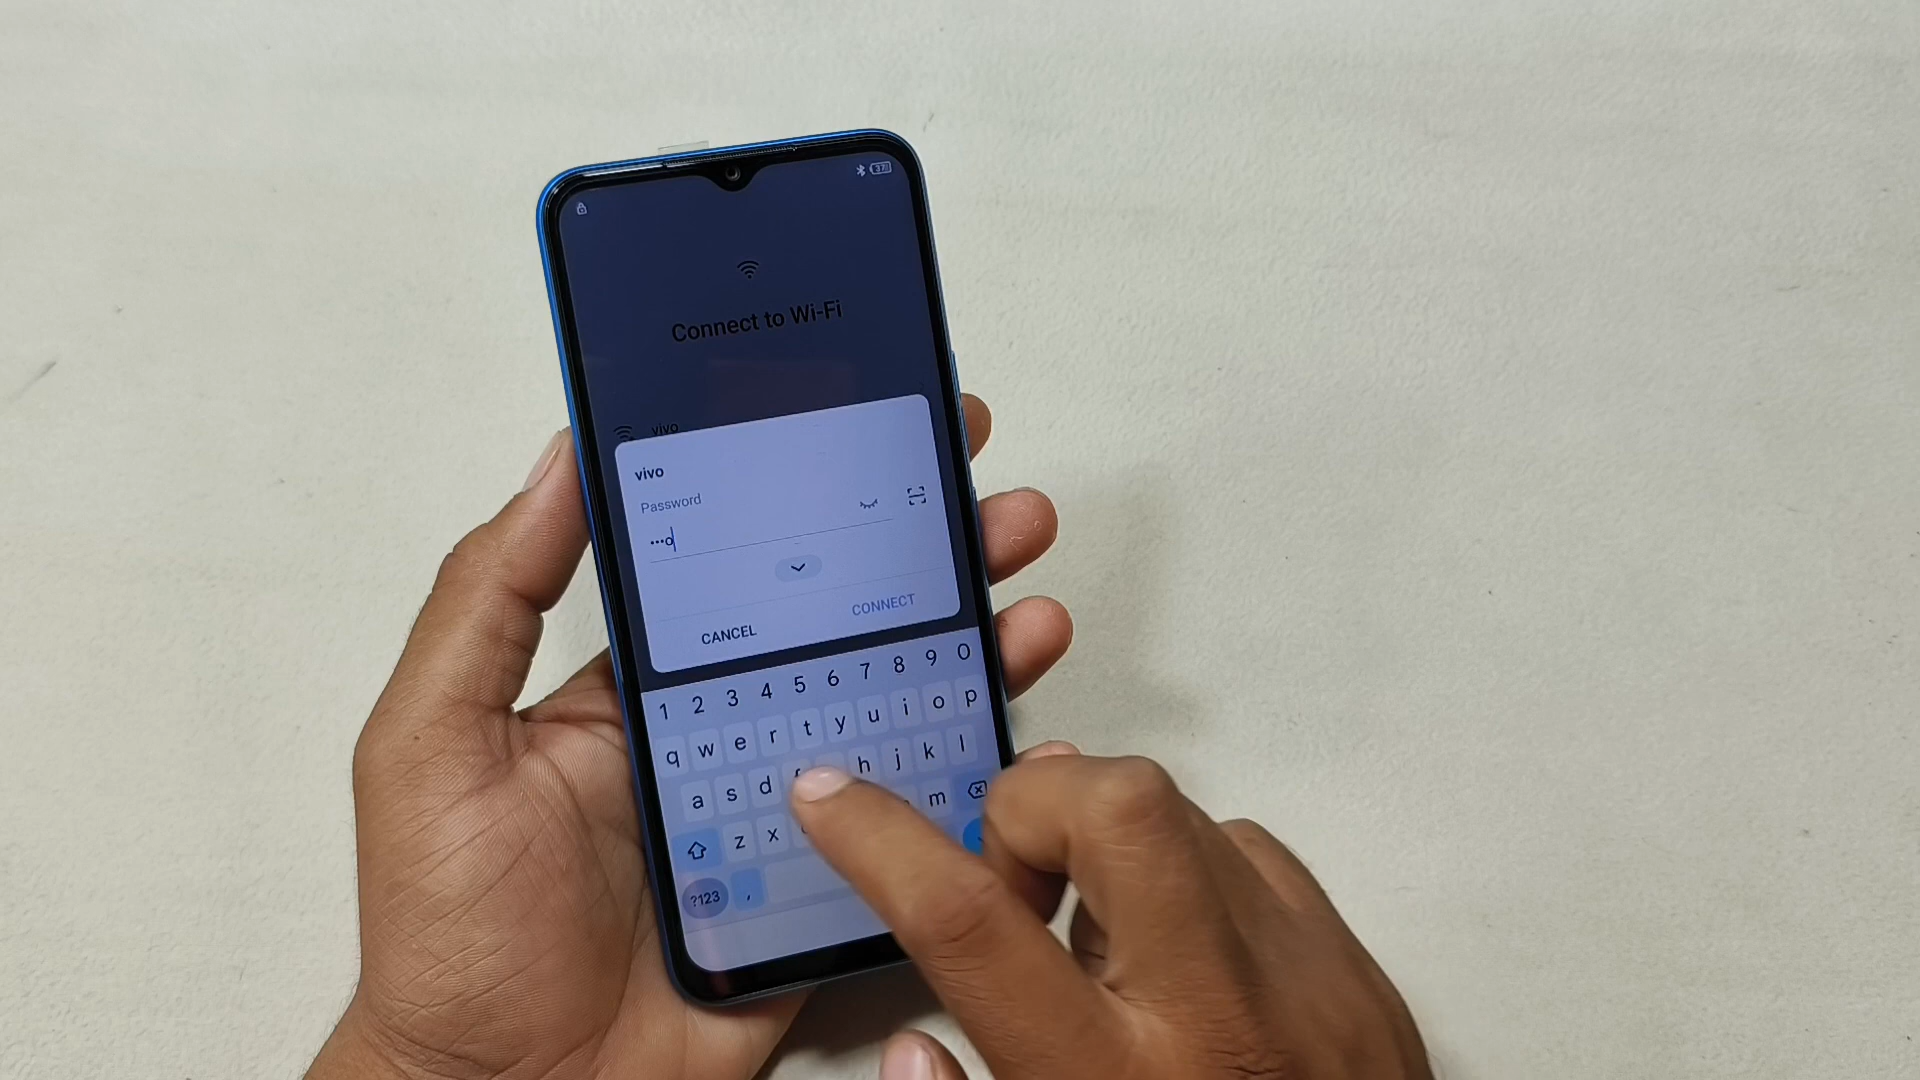 37
Connect to Wi-Fi
vivo
vivo
Password
•••o
CONNECT
CANCEL
1 2 3 4 5 6 7 8 9 0
q w e r t y u i o p
a s d f h j k l
z x m
?123 ,